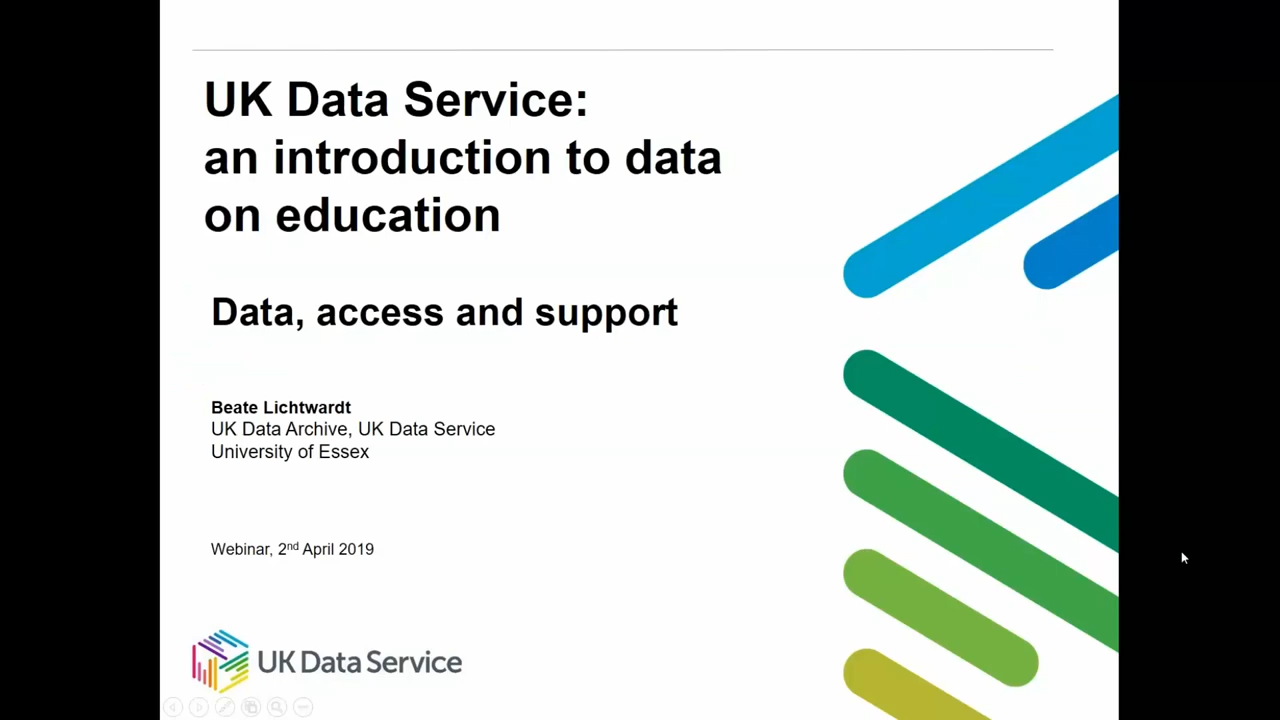 UK Data Service:
an introduction to data
on education
Data, access and support
Beate Lichtwardt
UK Data Archive, UK Data Service
University of Essex
Webinar, 2nd April 2019
UK Data Service